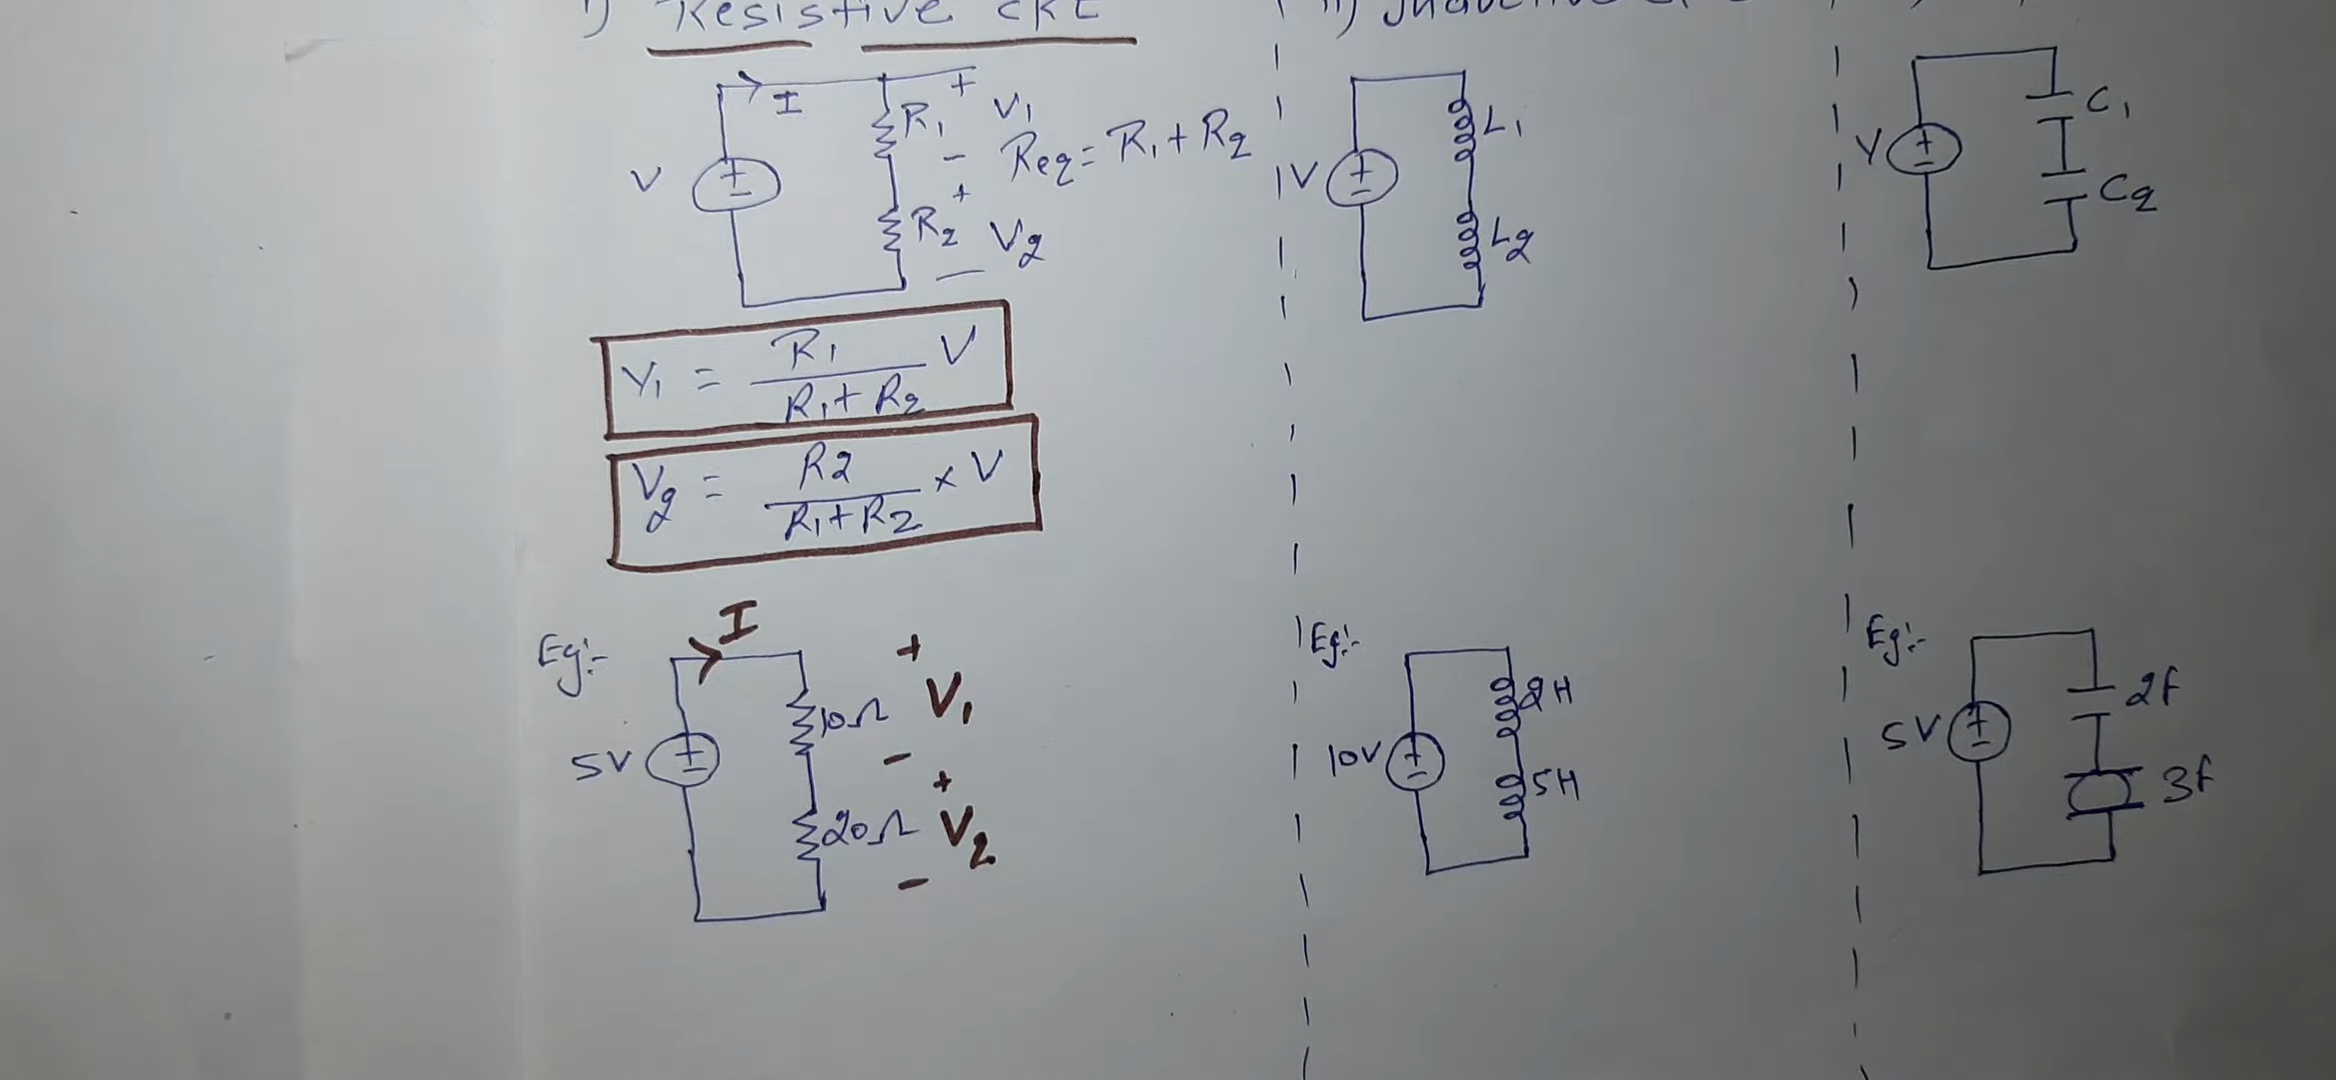 i) Resistive ckt
I
R₁
V₁
Req = R₁ + R₂
V
R₂
V₂
V₁ = R₁ / R₁ + R₂ V
V₂ = R2 / R₁ + R₂ × V
Eg:-
I
10Ω
V₁
5V
20Ω
V₂
ii)
L₁
V
L₂
Eg:-
2H
10V
5H
C₁
V
C₂
Eg:-
2f
5V
3f